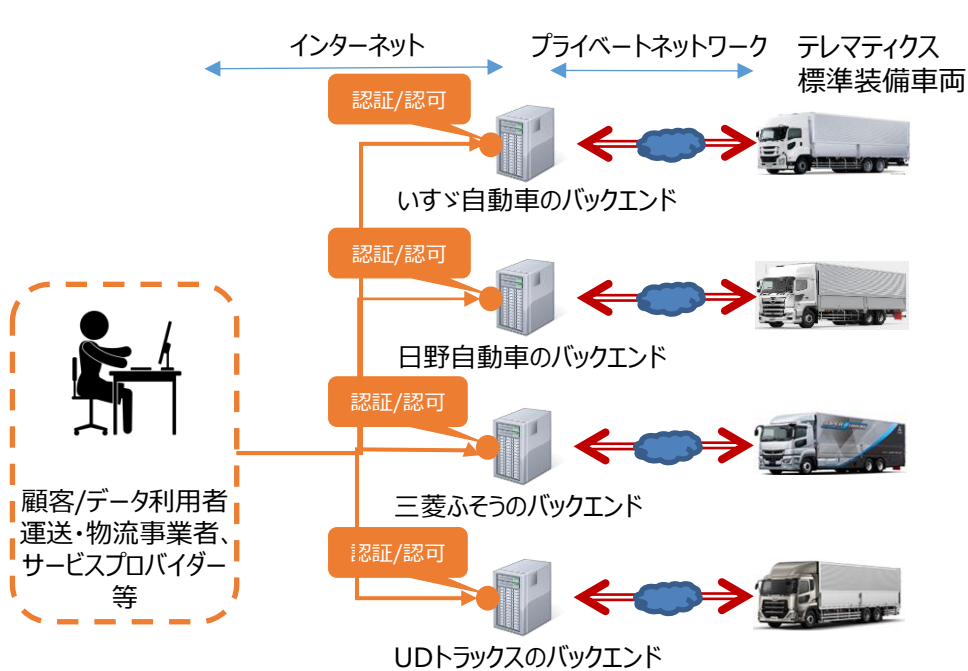 インターネット
プライベートネットワーク
テレマティクス
標準装備車両
認証/認可
いすゞ自動車のバックエンド
認証/認可
日野自動車のバックエンド
認証/認可
三菱ふそうのバックエンド
認証/認可
UDトラックスのバックエンド
顧客/データ利用者
運送・物流事業者、
サービスプロバイダー
等